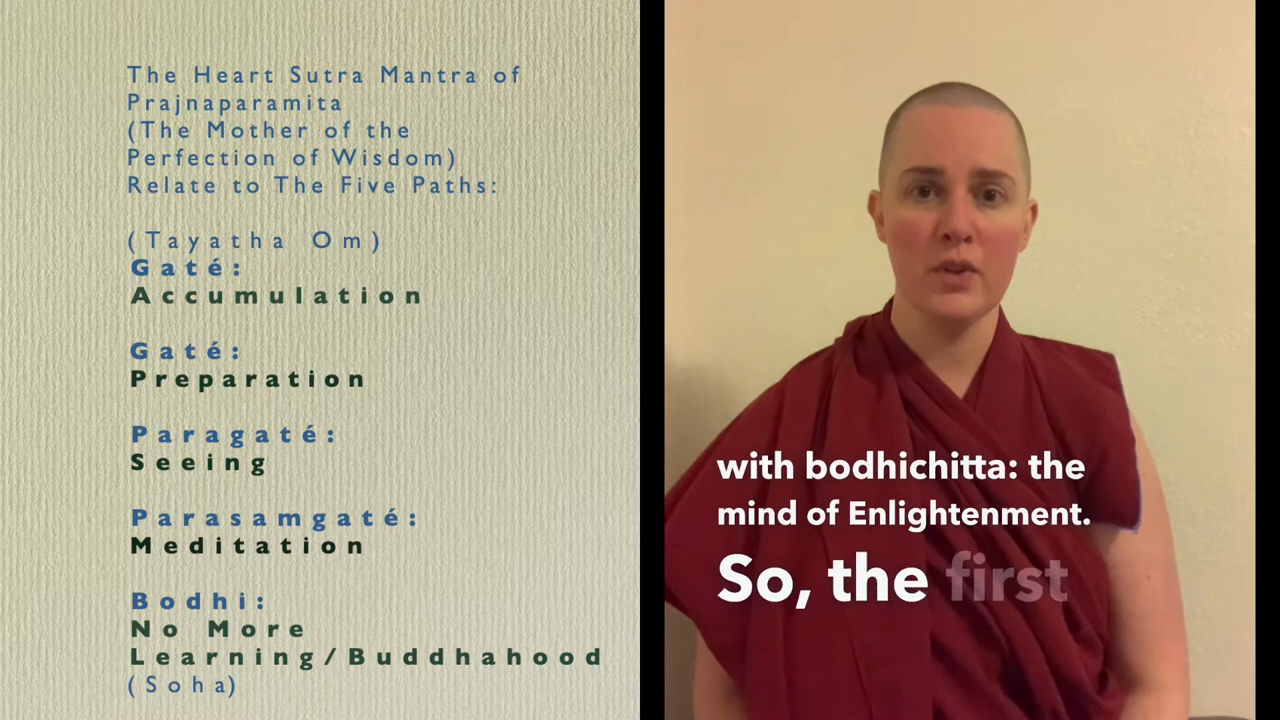 The Heart Sutra Mantra of
Prajnaparamita
(The Mother of the
Perfection of Wisdom)
Relate to The Five Paths:
(Tayatha Om)
Gaté:
Accumulation
Gaté:
Preparation
Paragaté:
Seeing
Parasamgaté:
Meditation
Bodhi:
No More
Learning/Buddhahood
(Soha)
with bodhichitta: the
mind of Enlightenment.
So, the first